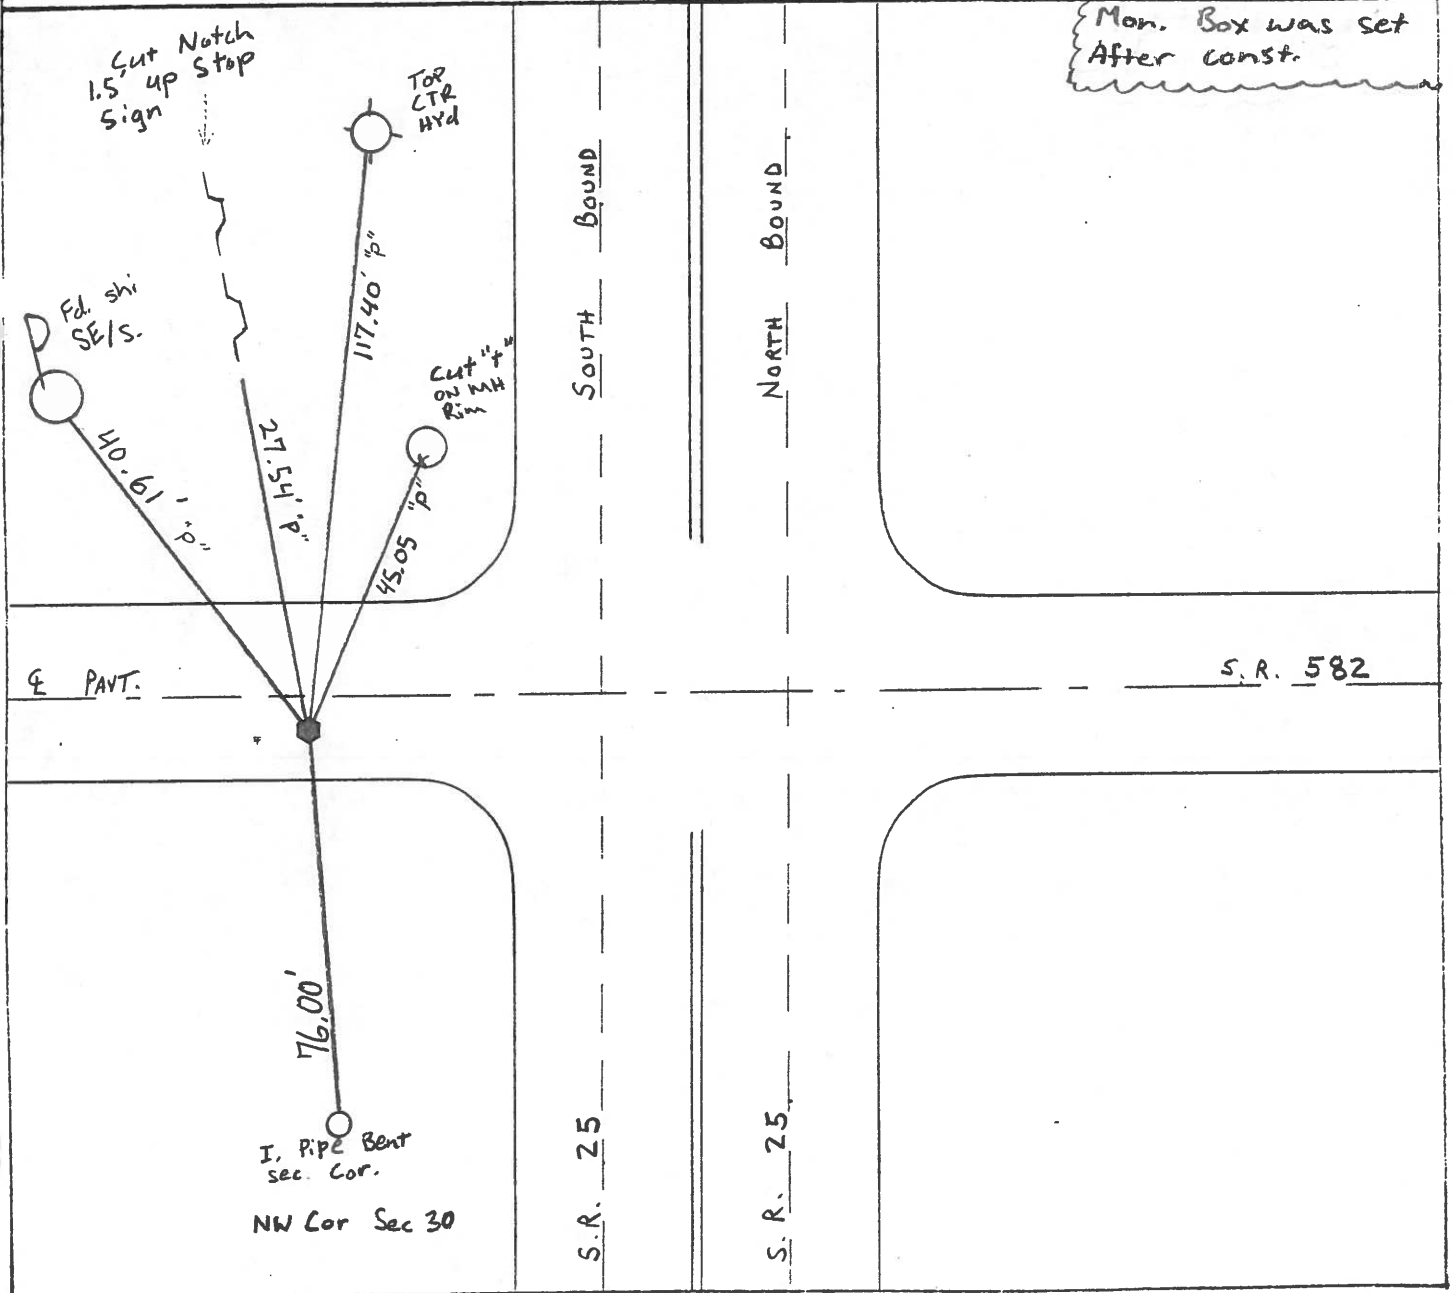 Mon. Box was set
After const.
Cut Notch
1.5' up Stop
Sign
TOP
CTR
HYd
Fd. shi
SE/S.
Cut "+"
ON MH
Rim
40.61' "p"
27.54' "p"
117.40' "p"
45.05 "p"
SOUTH BOUND
NORTH BOUND
℄ PAVT.
S.R. 582
76.00'
I. Pipe Bent
sec. Cor.
NW Cor Sec 30
S.R. 25
S.R. 25